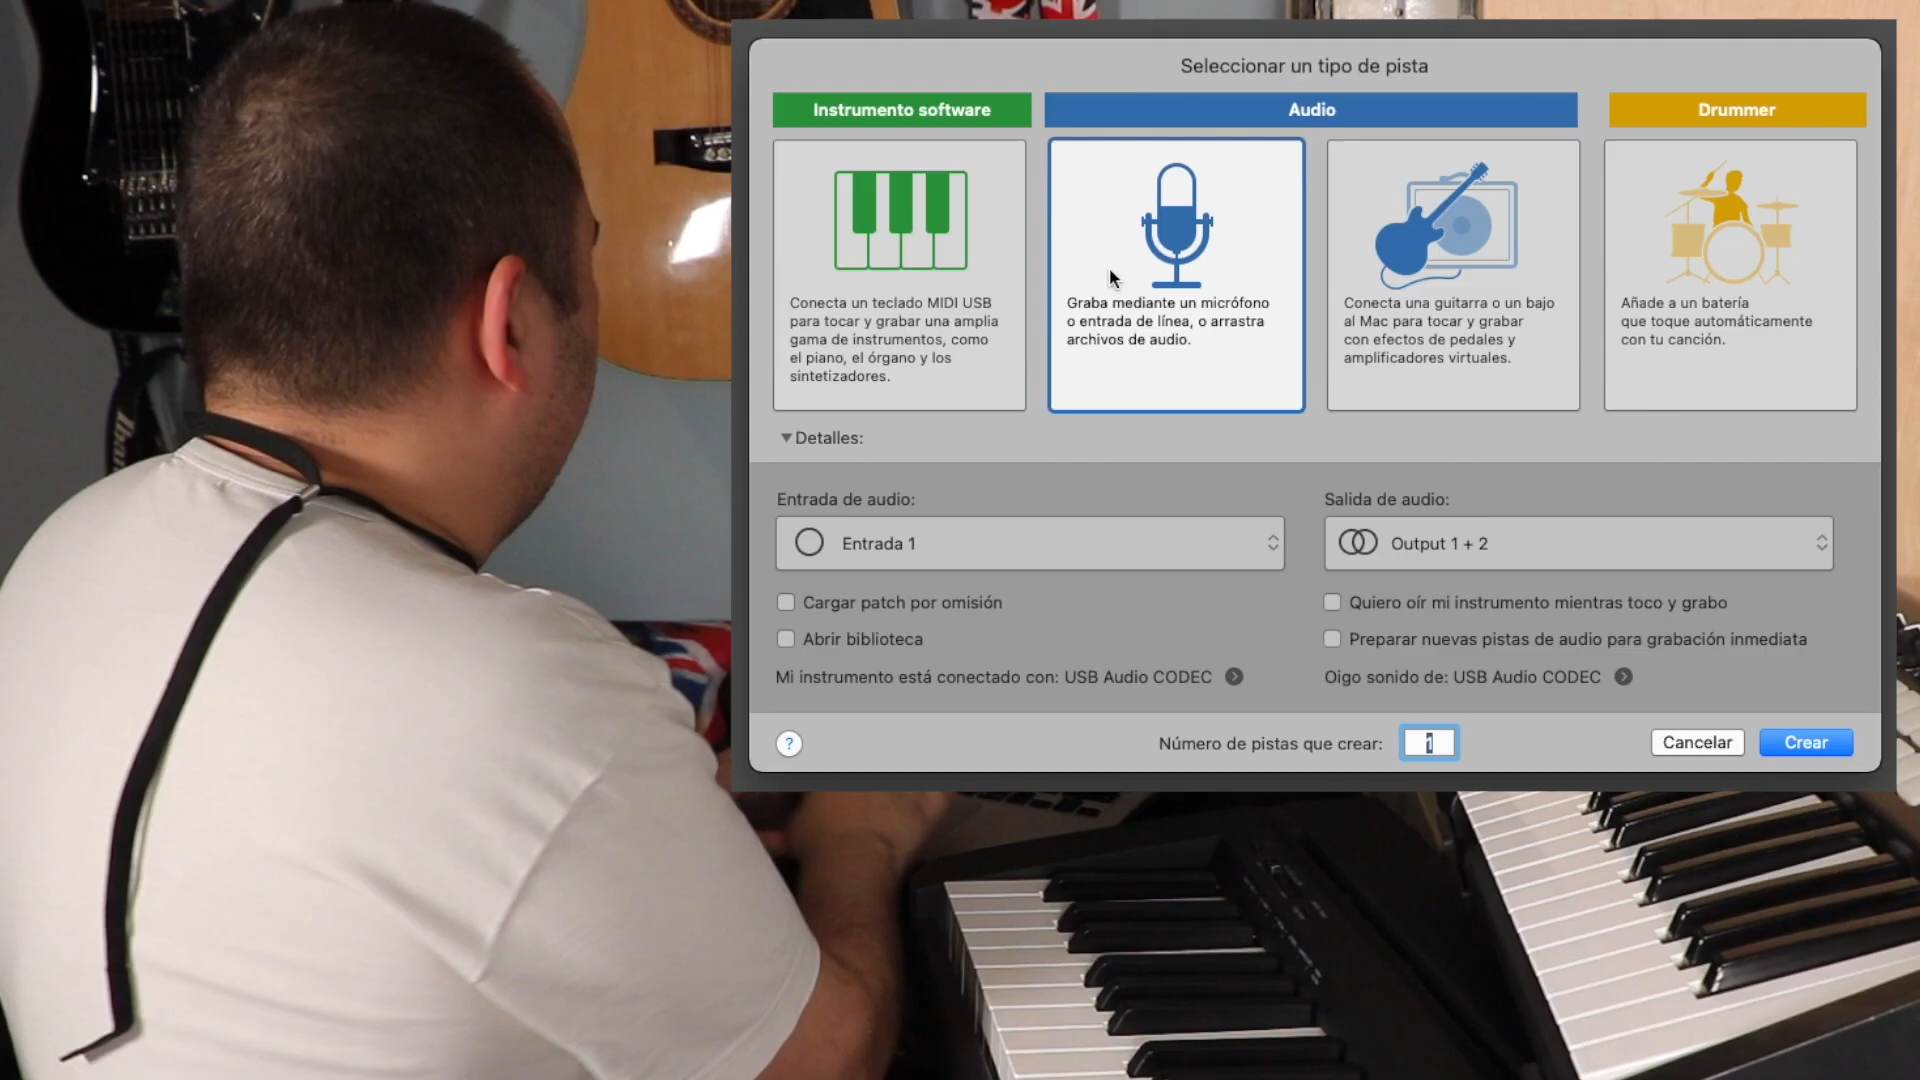 Seleccionar un tipo de pista
Instrumento software
Audio
Drummer
Conecta un teclado MIDI USB
para tocar y grabar una amplia
gama de instrumentos, como
el piano, el órgano y los
sintetizadores.
Graba mediante un micrófono
o entrada de línea, o arrastra
archivos de audio.
Conecta una guitarra o un bajo
al Mac para tocar y grabar
con efectos de pedales y
amplificadores virtuales.
Añade a un batería
que toque automáticamente
con tu canción.
Detalles:
Entrada de audio:
Entrada 1
Cargar patch por omisión
Abrir biblioteca
Mi instrumento está conectado con: USB Audio CODEC
Salida de audio:
Output 1 + 2
Quiero oír mi instrumento mientras toco y grabo
Preparar nuevas pistas de audio para grabación inmediata
Oigo sonido de: USB Audio CODEC
?
Número de pistas que crear: 1
Cancelar
Crear